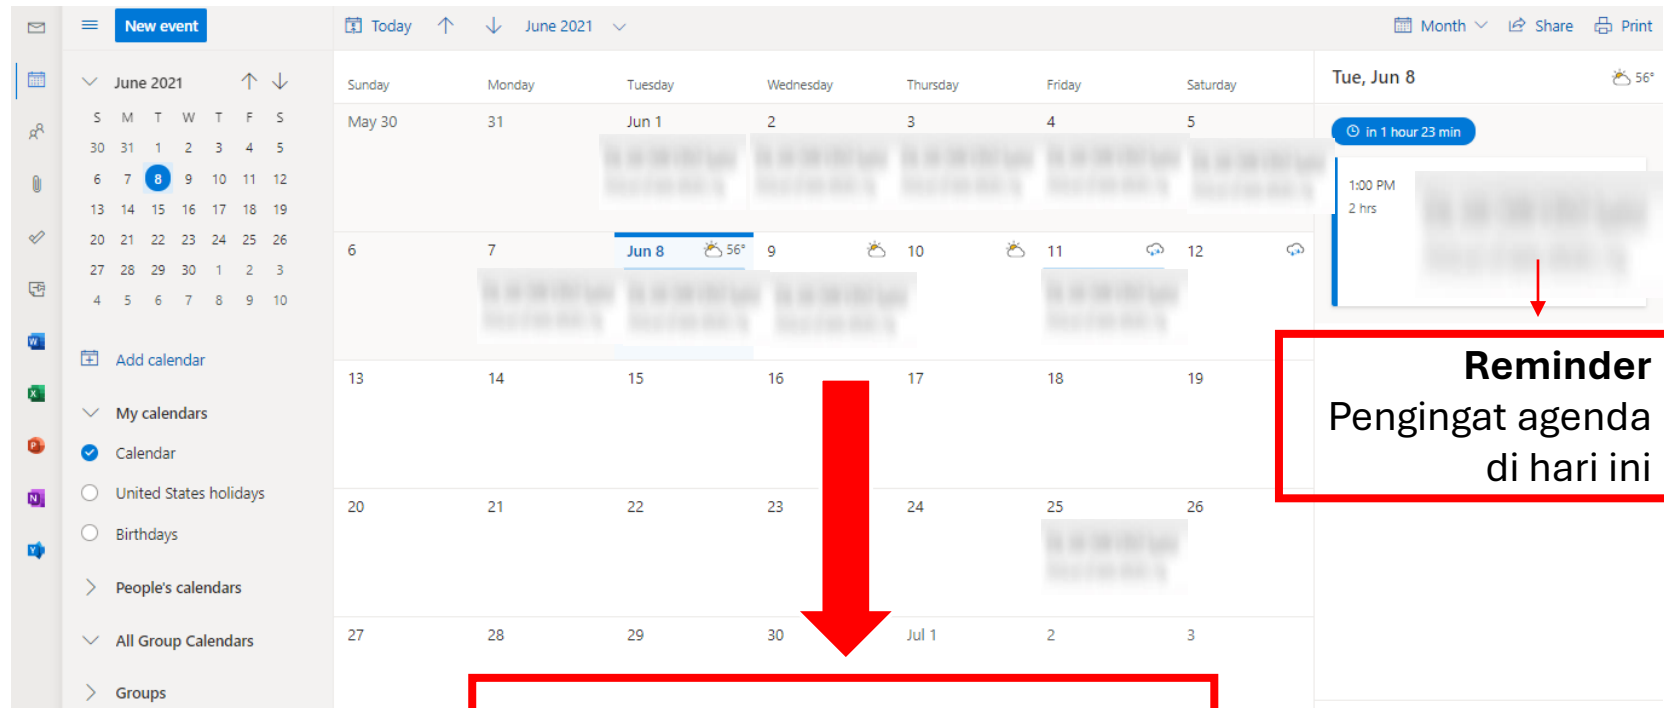 New event
Today
June 2021
Month
Share
Print
June 2021
S M T W T F S
30 31 1 2 3 4 5
6 7 8 9 10 11 12
13 14 15 16 17 18 19
20 21 22 23 24 25 26
27 28 29 30 1 2 3
4 5 6 7 8 9 10
Add calendar
My calendars
Calendar
United States holidays
Birthdays
People's calendars
All Group Calendars
Groups
Sunday Monday Tuesday Wednesday Thursday Friday Saturday
May 30 31 Jun 1 2 3 4 5
6 7 Jun 8 56° 9 10 11 12
13 14 15 16 17 18 19
20 21 22 23 24 25 26
27 28 29 30 Jul 1 2 3
Tue, Jun 8 56°
in 1 hour 23 min
1:00 PM
2 hrs
Reminder
Pengingat agenda
di hari ini